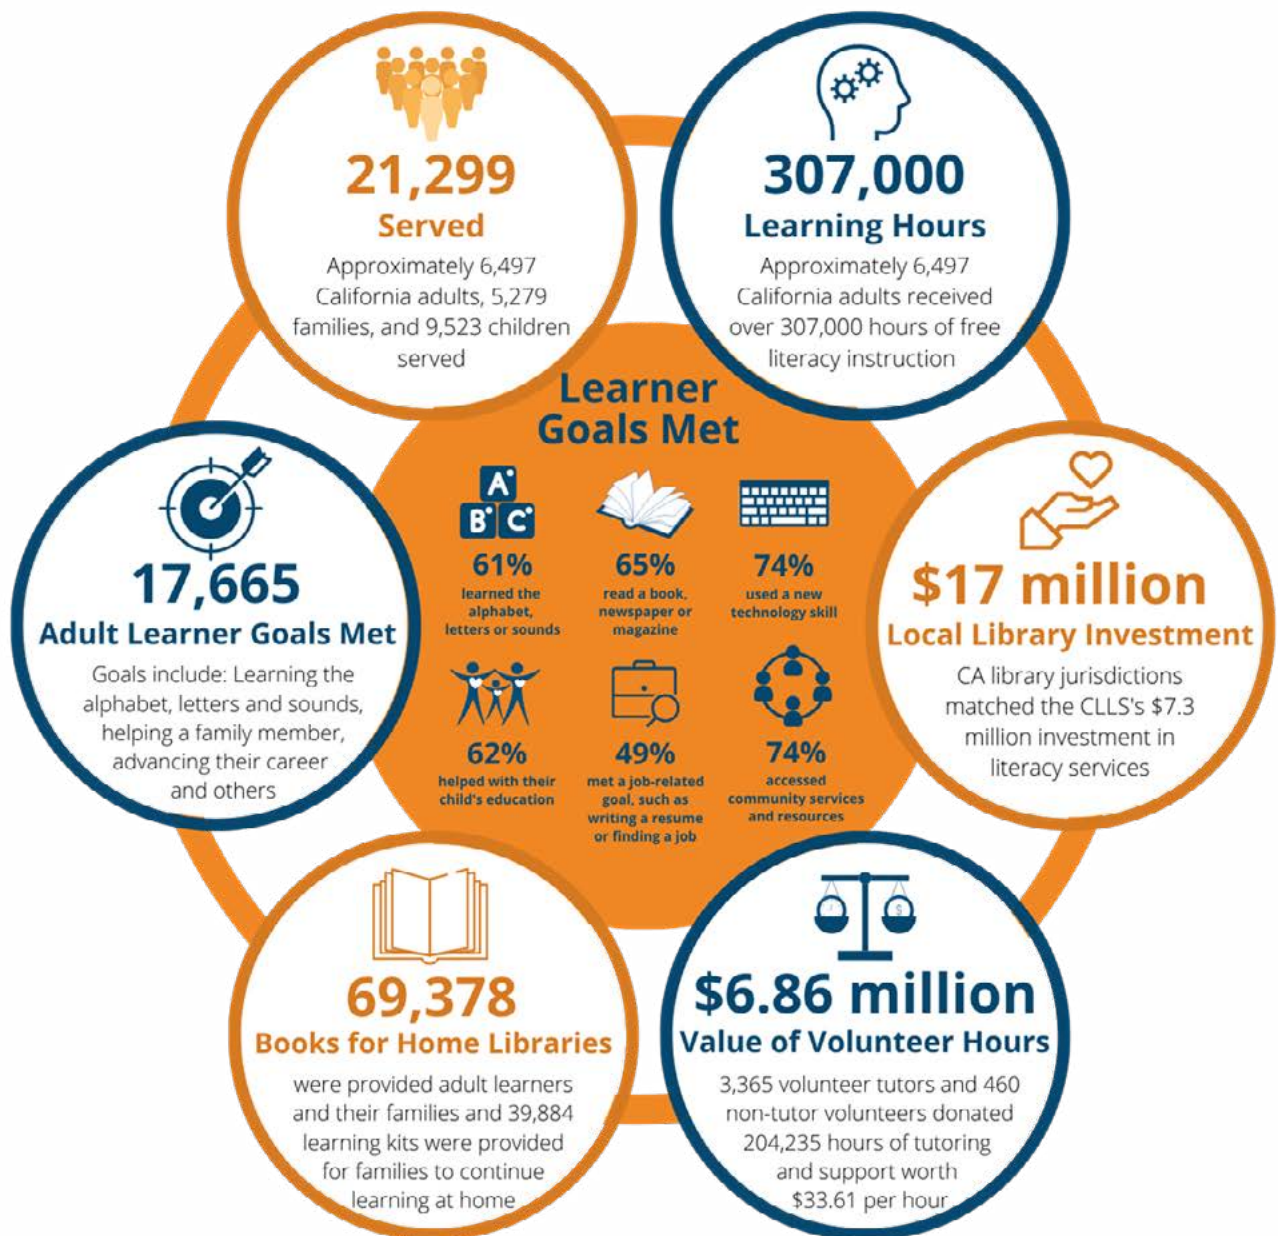 21,299
Served
Approximately 6,497
California adults, 5,279
families, and 9,523 children
served
307,000
Learning Hours
Approximately 6,497
California adults received
over 307,000 hours of free
literacy instruction
17,665
Adult Learner Goals Met
Goals include: Learning the
alphabet, letters and sounds,
helping a family member,
advancing their career
and others
Learner
Goals Met
A
B C
61%
learned the
alphabet,
letters or sounds
65%
read a book,
newspaper or
magazine
74%
used a new
technology skill
62%
helped with their
child's education
49%
met a job-related
goal, such as
writing a resume
or finding a job
74%
accessed
community services
and resources
$17 million
Local Library Investment
CA library jurisdictions
matched the CLLS's $7.3
million investment in
literacy services
69,378
Books for Home Libraries
were provided adult learners
and their families and 39,884
learning kits were provided
for families to continue
learning at home
$
$6.86 million
Value of Volunteer Hours
3,365 volunteer tutors and 460
non-tutor volunteers donated
204,235 hours of tutoring
and support worth
$33.61 per hour